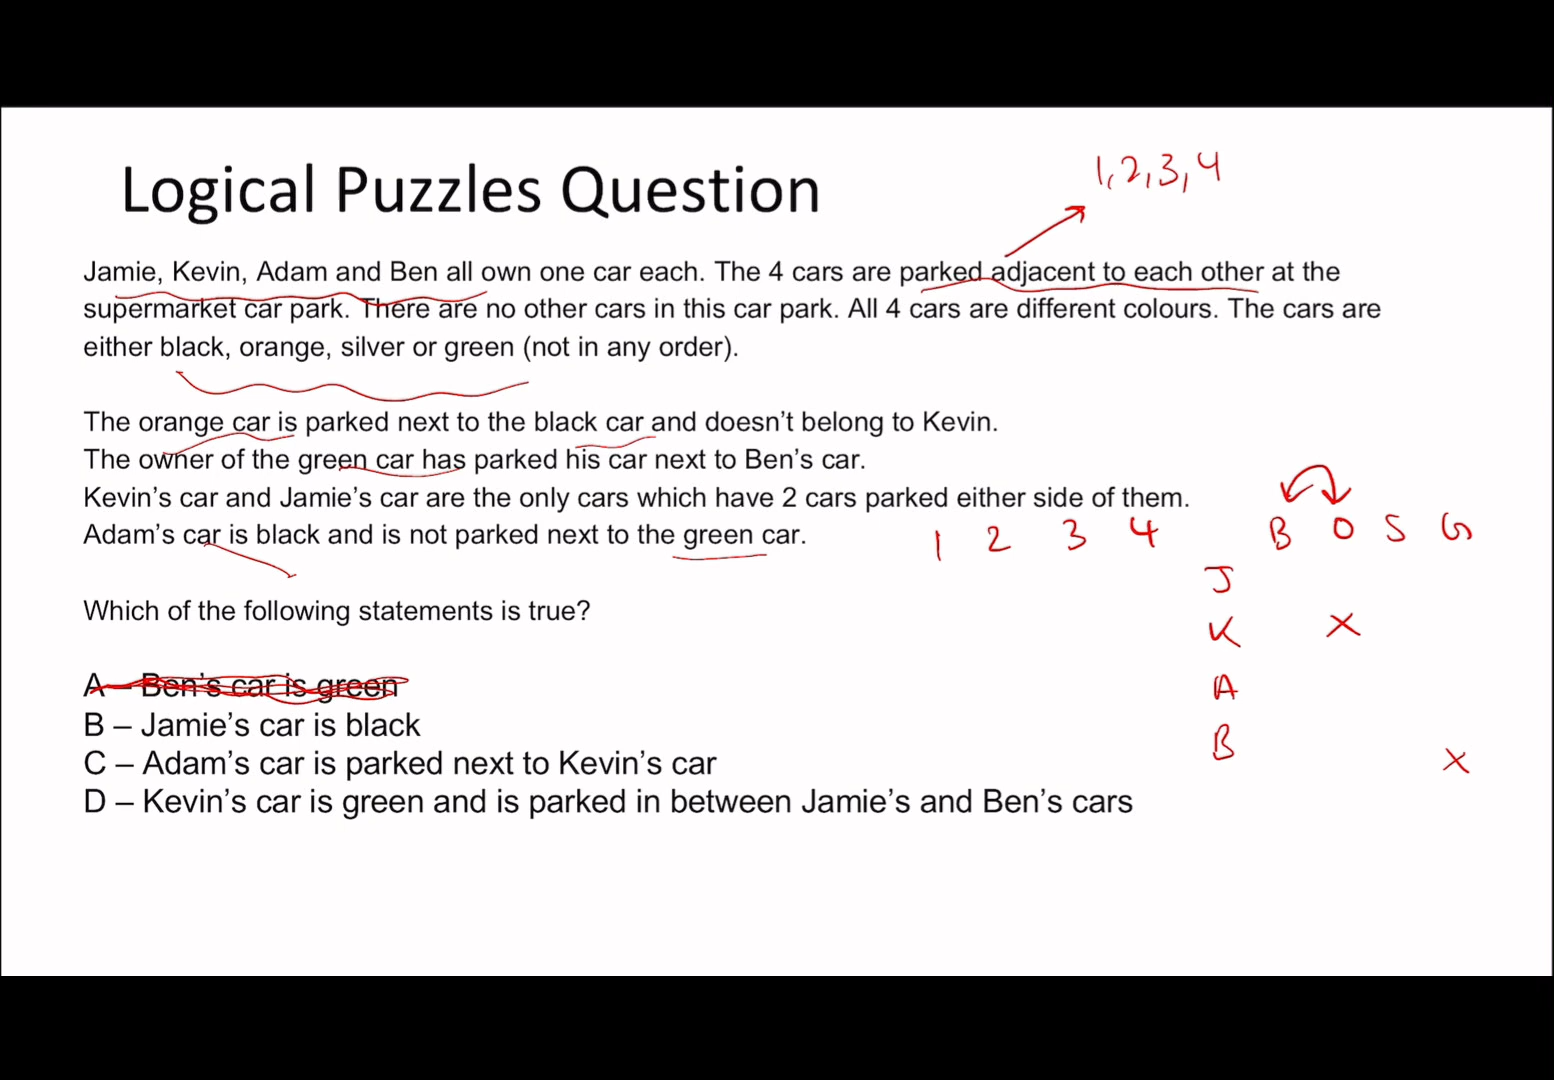 1, 2, 3, 4
Logical Puzzles Question
Jamie, Kevin, Adam and Ben all own one car each. The 4 cars are parked adjacent to each other at the
supermarket car park. There are no other cars in this car park. All 4 cars are different colours. The cars are
either black, orange, silver or green (not in any order).
The orange car is parked next to the black car and doesn't belong to Kevin.
The owner of the green car has parked his car next to Ben's car.
Kevin's car and Jamie's car are the only cars which have 2 cars parked either side of them.
Adam's car is black and is not parked next to the green car.
1 2 3 4
B O S G
J
K X
A
B X
Which of the following statements is true?
A – Ben's car is green
B – Jamie's car is black
C – Adam's car is parked next to Kevin's car
D – Kevin's car is green and is parked in between Jamie's and Ben's cars